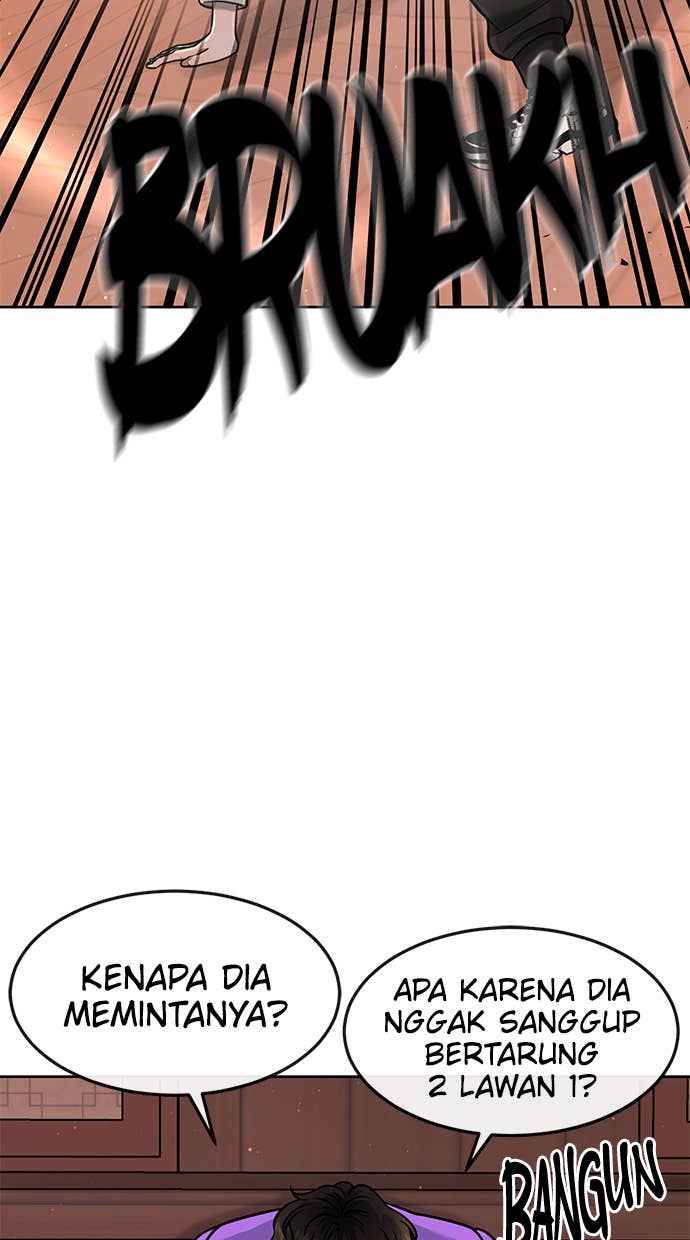 BRUAKH
KENAPA DIA
MEMINTANYA?
APA KARENA DIA
NGGAK SANGGUP
BERTARUNG
2 LAWAN 1?
BANGUN